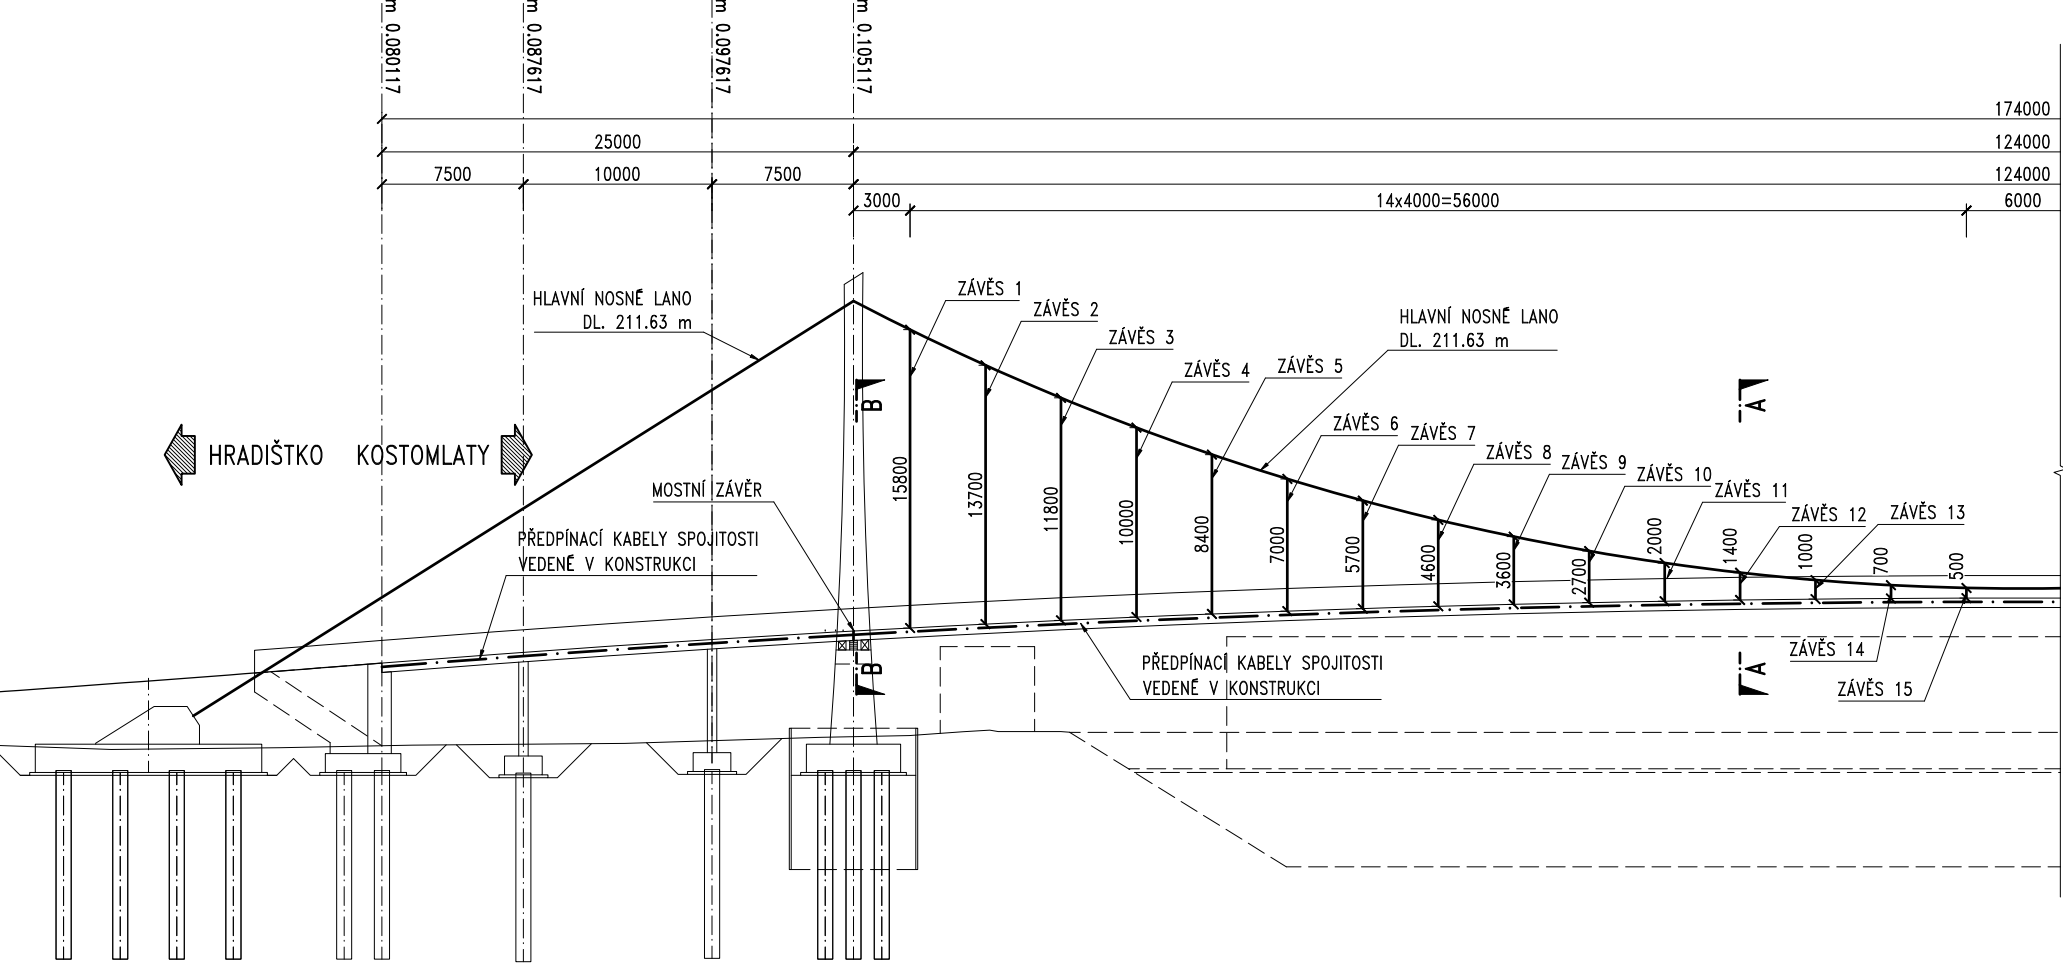 m 0.080117
m 0.087617
m 0.097617
m 0.105117
174000
25000
124000
7500
10000
7500
124000
3000
14x4000=56000
6000
HLAVNÍ NOSNÉ LANO
DL. 211.63 m
ZÁVĚS 1
ZÁVĚS 2
ZÁVĚS 3
ZÁVĚS 4
ZÁVĚS 5
HLAVNÍ NOSNÉ LANO
DL. 211.63 m
ZÁVĚS 6
ZÁVĚS 7
ZÁVĚS 8
ZÁVĚS 9
ZÁVĚS 10
ZÁVĚS 11
ZÁVĚS 12
ZÁVĚS 13
B
A
HRADIŠTKO
KOSTOMLATY
MOSTNÍ ZÁVĚR
PŘEDPÍNACÍ KABELY SPOJITOSTI
VEDENÉ V KONSTRUKCI
15800
13700
11800
10000
8400
7000
5700
4600
3600
2700
2000
1400
1000
700
500
B
A
PŘEDPÍNACÍ KABELY SPOJITOSTI
VEDENÉ V KONSTRUKCI
ZÁVĚS 14
ZÁVĚS 15